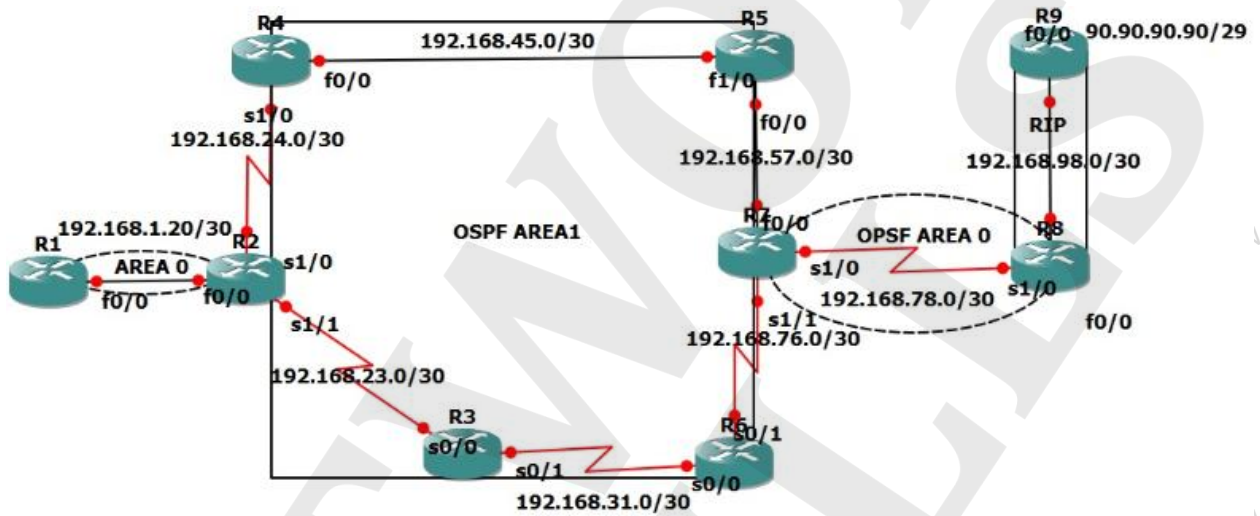 R4
R5
R9
f0/0
90.90.90.90/29
192.168.45.0/30
f0/0
f1/0
s1/0
f0/0
RIP
192.168.24.0/30
192.168.57.0/30
192.168.98.0/30
192.168.1.20/30
R1
R2
OSPF AREA1
R7
f0/0
OPSF AREA 0
R8
AREA 0
s1/0
s1/0
f0/0
f0/0
192.168.78.0/30
s1/0
s1/1
s1/1
f0/0
192.168.76.0/30
192.168.23.0/30
R3
R6
s0/0
s0/1
s0/1
s0/0
192.168.31.0/30